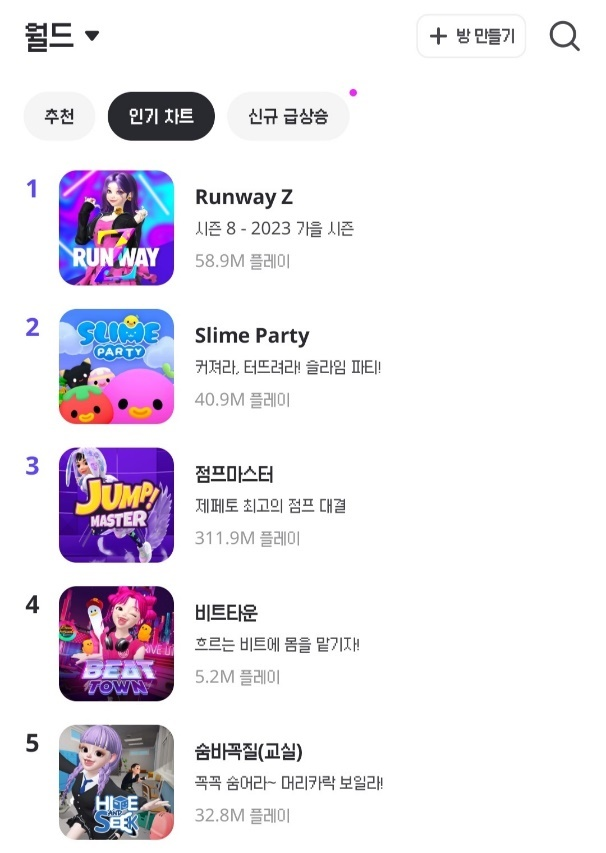 월드
방 만들기
추천
인기 차트
신규 급상승
1
RUN WAY
Z
Runway Z
시즌 8 - 2023 가을 시즌
58.9M 플레이
2
SLIME
PARTY
Slime Party
커져라, 터뜨려라! 슬라임 파티!
40.9M 플레이
3
JUMP!
MASTER
점프마스터
제페토 최고의 점프 대결
311.9M 플레이
4
BEAT
TOWN
비트타운
흐르는 비트에 몸을 맡기자!
5.2M 플레이
5
HIDE
AND
SEEK
숨바꼭질(교실)
꼭꼭 숨어라~ 머리카락 보일라!
32.8M 플레이